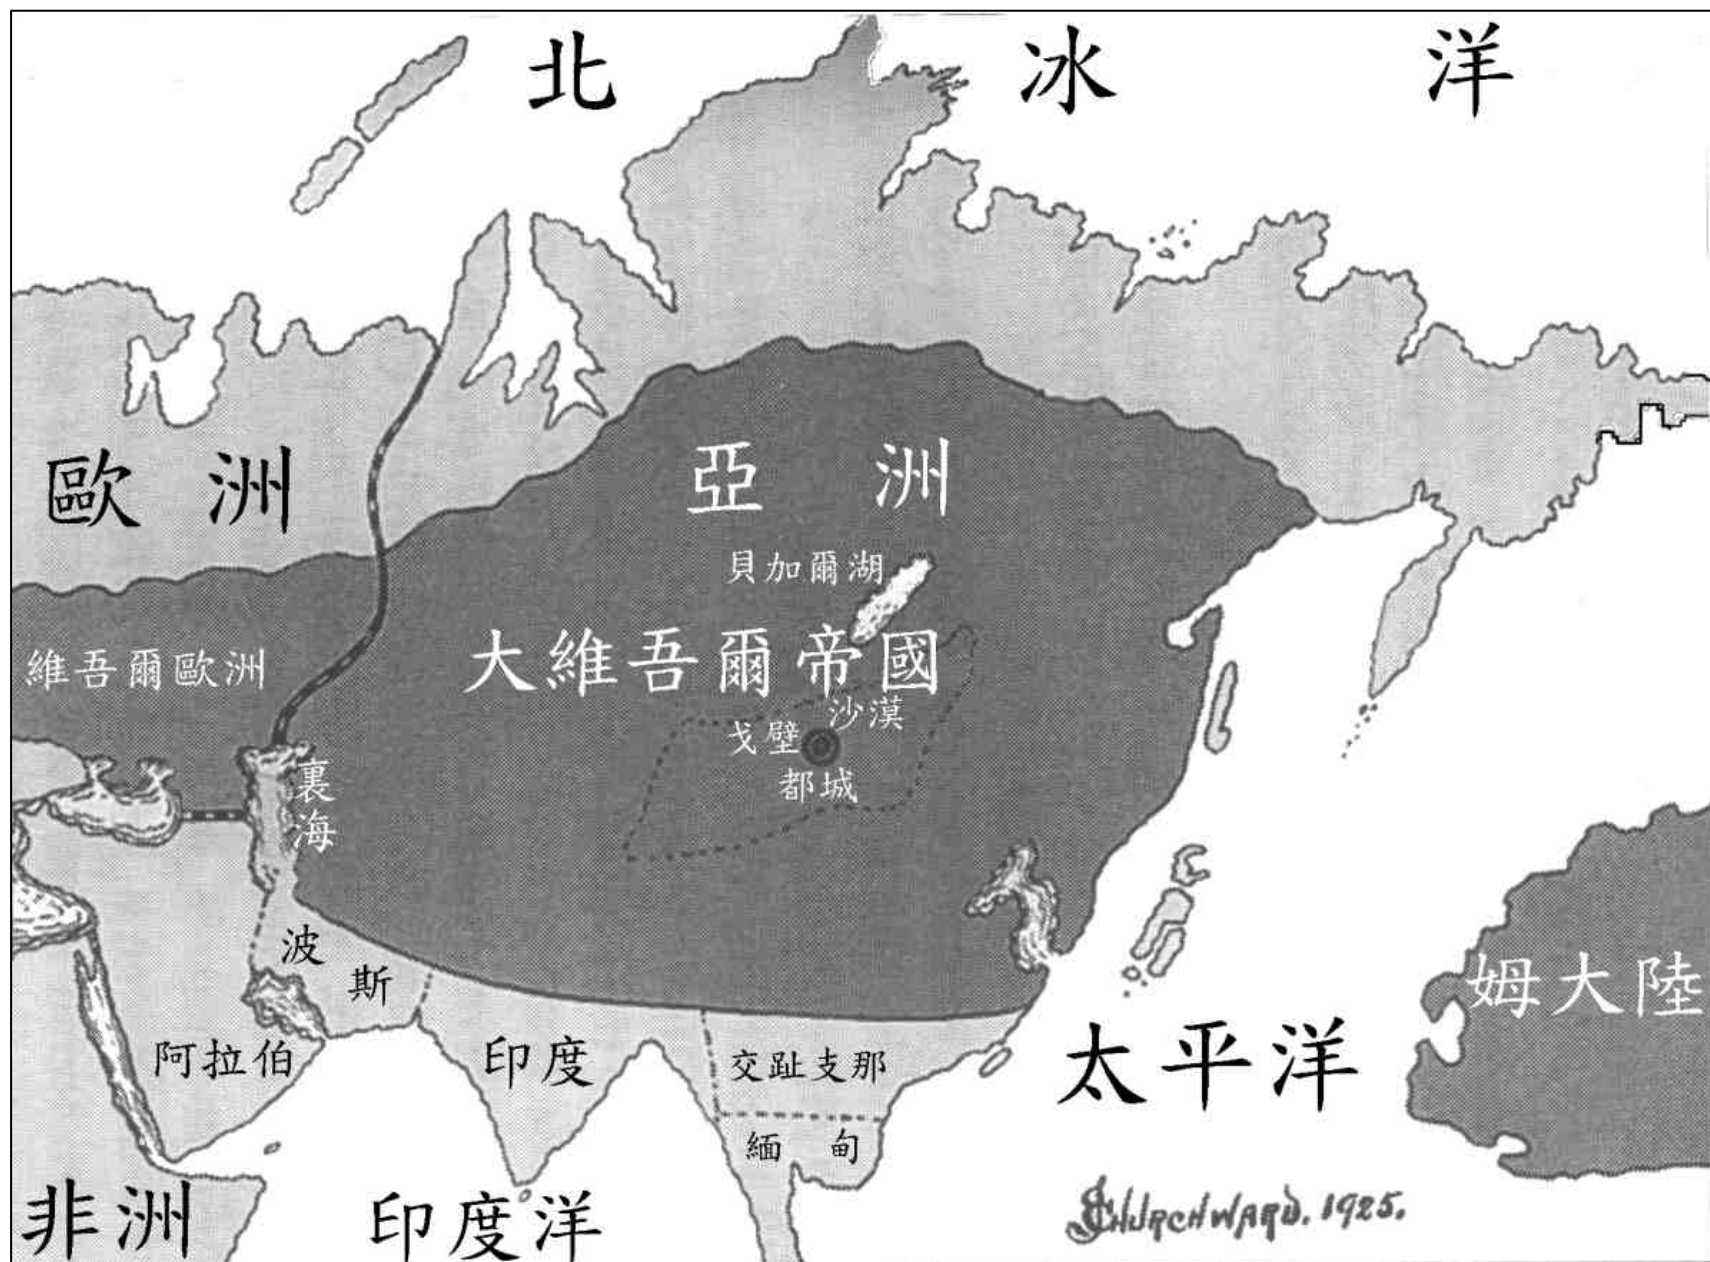 北 冰 洋
歐 洲
亞 洲
貝加爾湖
大維吾爾帝國
維吾爾歐洲
沙漠
戈壁
都城
裏海
波斯
姆大陸
阿拉伯
印度
交趾支那
太平洋
緬 甸
非洲
印度洋
JCHURCHWARD. 1925.